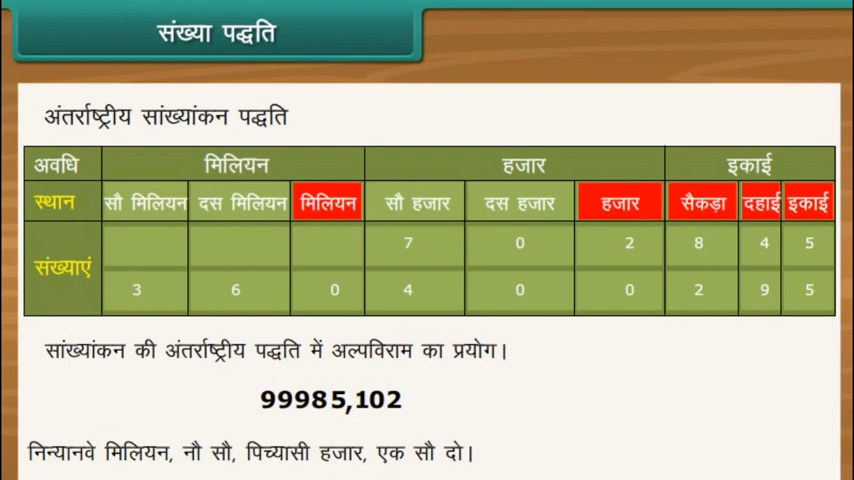 संख्या पद्धति
अंतर्राष्ट्रीय सांख्यांकन पद्धति
अवधि मिलियन हजार इकाई
स्थान सौ मिलियन दस मिलियन मिलियन सौ हजार दस हजार हजार सैकड़ा दहाई इकाई
संख्याएं
7 0 2 8 4 5
3 6 0 4 0 0 2 9 5
सांख्यांकन की अंतर्राष्ट्रीय पद्धति में अल्पविराम का प्रयोग।
99985,102
निन्यानवे मिलियन, नौ सौ, पिच्यासी हजार, एक सौ दो।